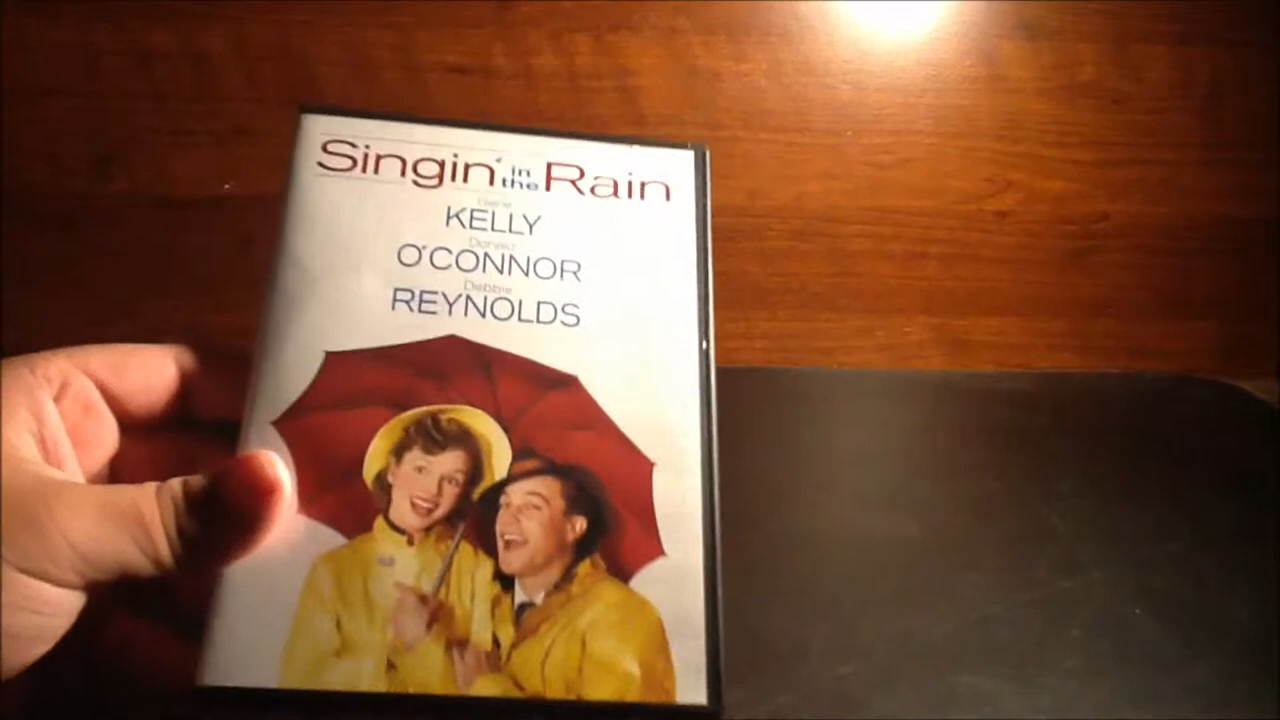 Singin' in the Rain
Gene
KELLY
Donald
O'CONNOR
Debbie
REYNOLDS